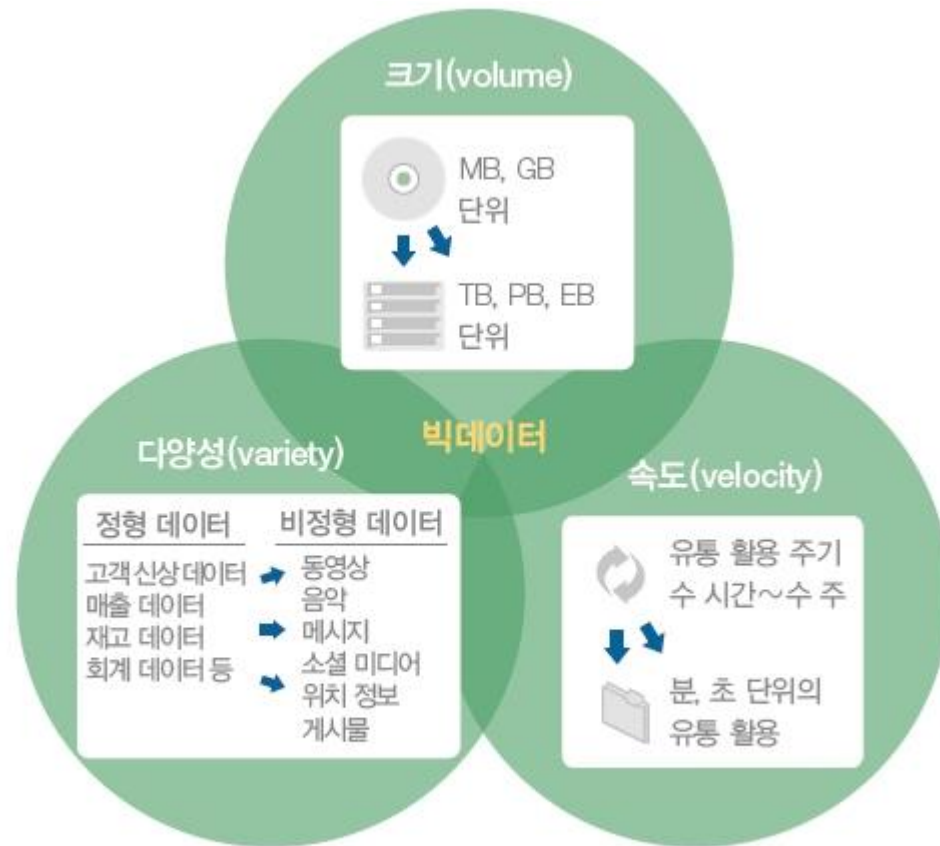 크기(volume)
MB, GB
단위
TB, PB, EB
단위
빅데이터
다양성(variety)
정형 데이터
고객 신상 데이터
매출 데이터
재고 데이터
회계 데이터 등
비정형 데이터
동영상
음악
메시지
소셜 미디어
위치 정보
게시물
속도(velocity)
유통 활용 주기
수 시간~수 주
분, 초 단위의
유통 활용